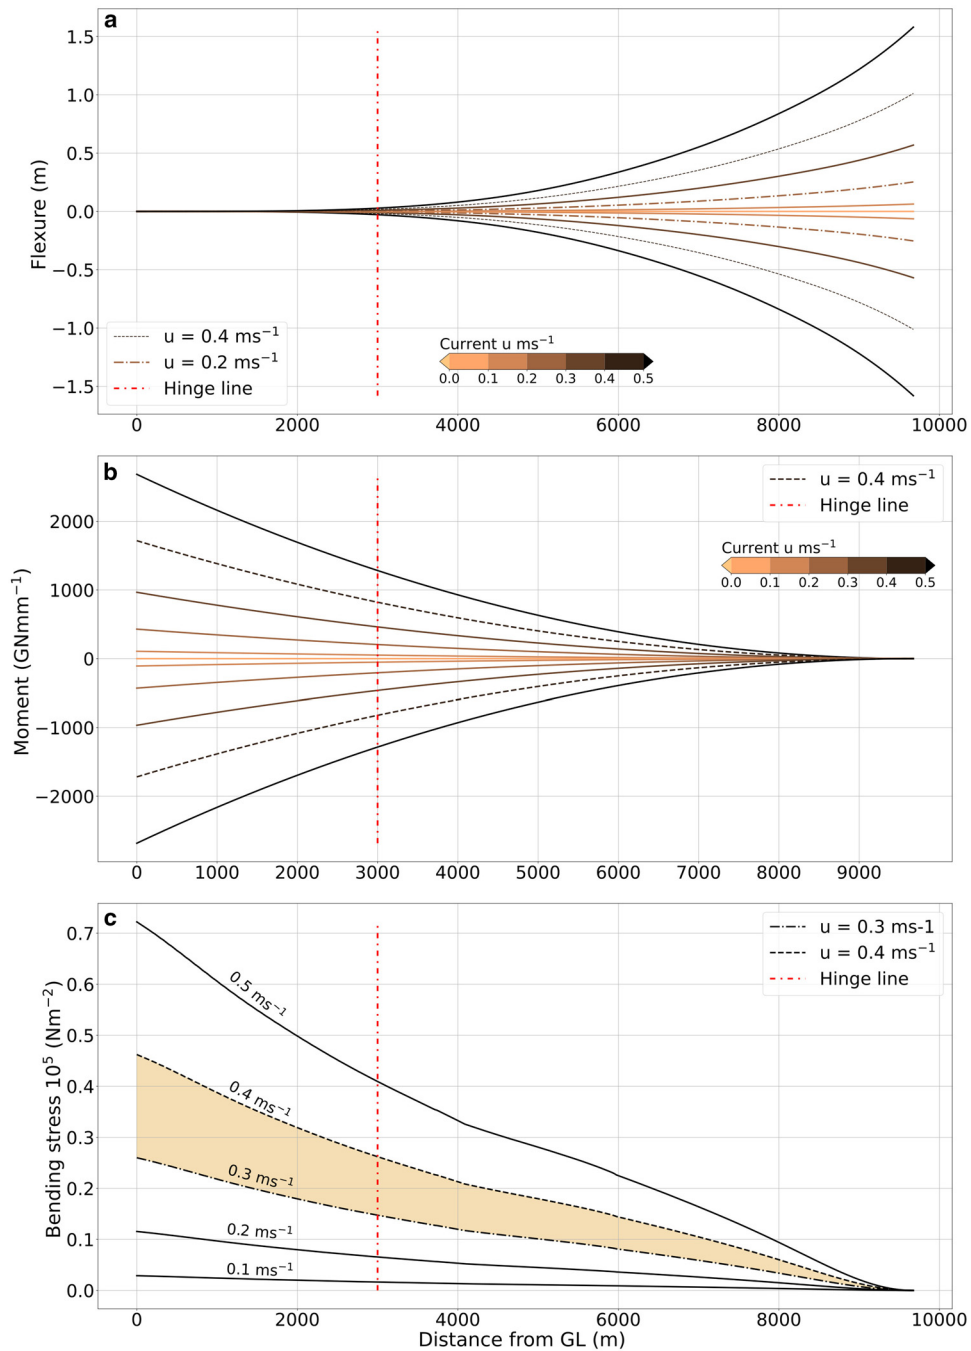 a
Flexure (m)
1.5
1.0
0.5
0.0
−0.5
−1.0
−1.5
u = 0.4 ms⁻¹
u = 0.2 ms⁻¹
Hinge line
Current u ms⁻¹
0.0 0.1 0.2 0.3 0.4 0.5
0 2000 4000 6000 8000 10000
b
Moment (GNmm⁻¹)
2000
1000
0
−1000
−2000
u = 0.4 ms⁻¹
Hinge line
Current u ms⁻¹
0.0 0.1 0.2 0.3 0.4 0.5
0 1000 2000 3000 4000 5000 6000 7000 8000 9000
c
Bending stress 10⁵ (Nm⁻²)
0.7
0.6
0.5
0.4
0.3
0.2
0.1
0.0
u = 0.3 ms-1
u = 0.4 ms⁻¹
Hinge line
0.5 ms⁻¹
0.4 ms⁻¹
0.3 ms⁻¹
0.2 ms⁻¹
0.1 ms⁻¹
0 2000 4000 6000 8000 10000
Distance from GL (m)